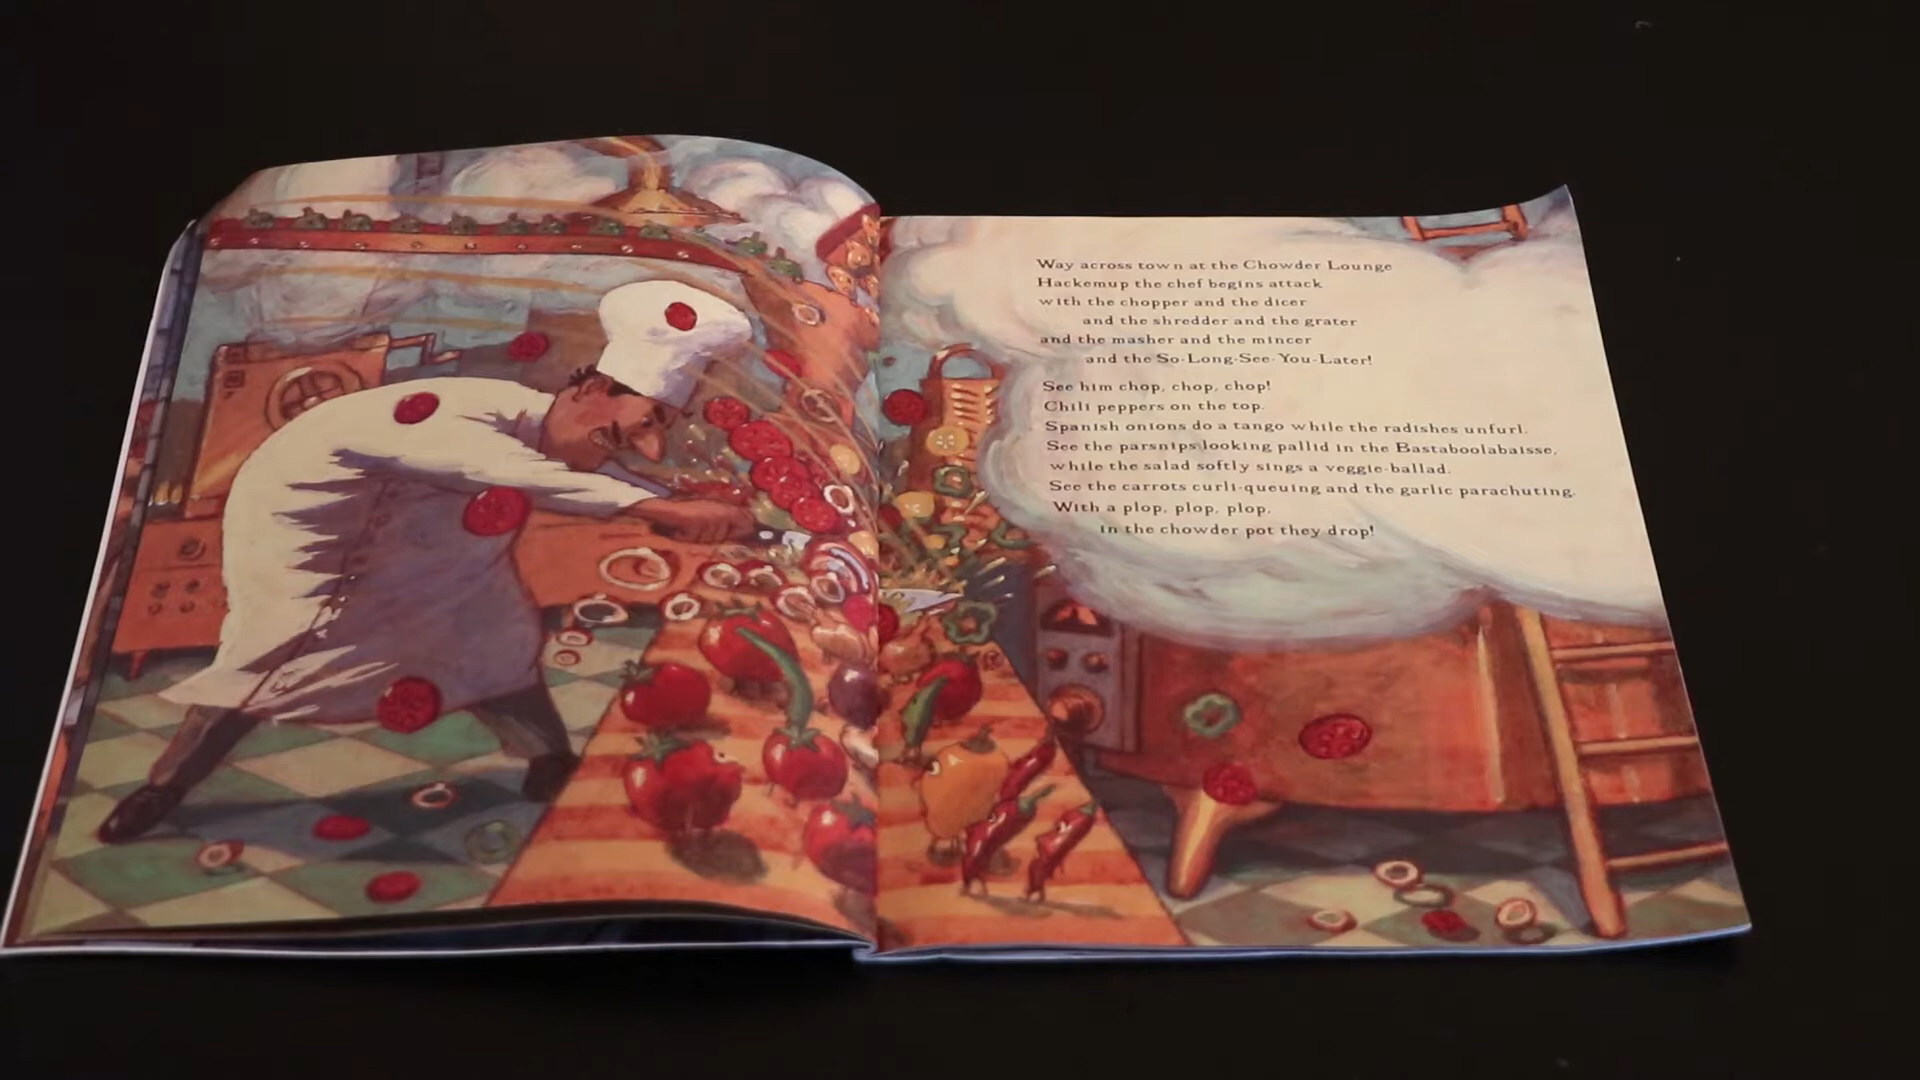 Way across town at the Chowder Lounge
Hackemup the chef begins attack
with the chopper and the dicer
and the shredder and the grater
and the masher and the mincer
and the So-Long-See-You-Later!
See him chop, chop, chop!
Chili peppers on the top.
Spanish onions do a tango while the radishes unfurl.
See the parsnips looking pallid in the Bastaboolabaisse,
while the salad softly sings a veggie-ballad.
See the carrots curli-queuing and the garlic parachuting.
With a plop, plop, plop,
in the chowder pot they drop!